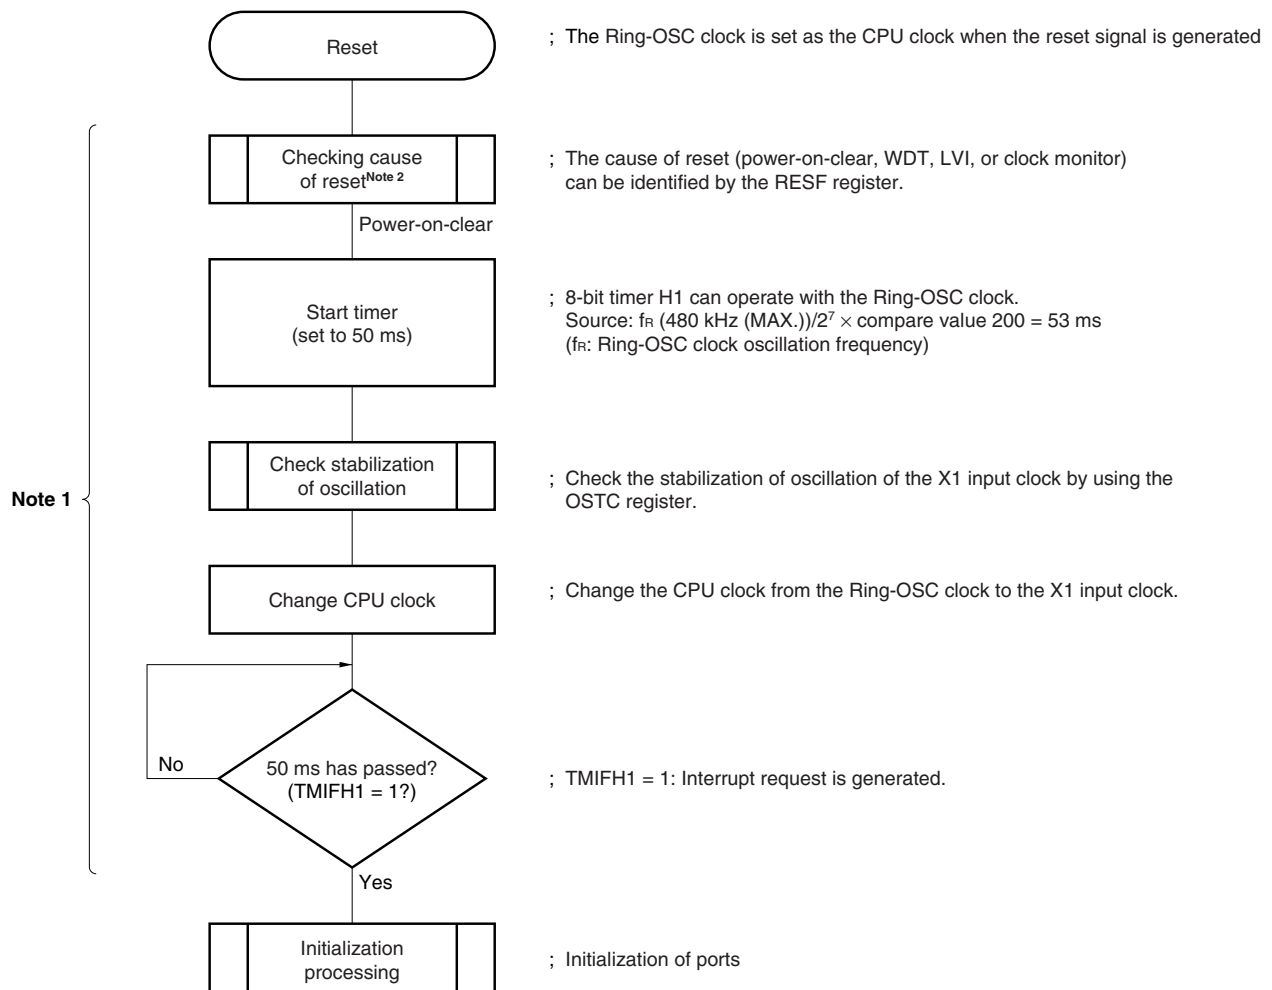 Reset
; The Ring-OSC clock is set as the CPU clock when the reset signal is generated
Checking cause
of resetNote 2
; The cause of reset (power-on-clear, WDT, LVI, or clock monitor)
can be identified by the RESF register.
Power-on-clear
Start timer
(set to 50 ms)
; 8-bit timer H1 can operate with the Ring-OSC clock.
Source: fR (480 kHz (MAX.))/2⁷ × compare value 200 = 53 ms
(fR: Ring-OSC clock oscillation frequency)
Note 1
Check stabilization
of oscillation
; Check the stabilization of oscillation of the X1 input clock by using the
OSTC register.
Change CPU clock
; Change the CPU clock from the Ring-OSC clock to the X1 input clock.
No
50 ms has passed?
(TMIFH1 = 1?)
; TMIFH1 = 1: Interrupt request is generated.
Yes
Initialization
processing
; Initialization of ports